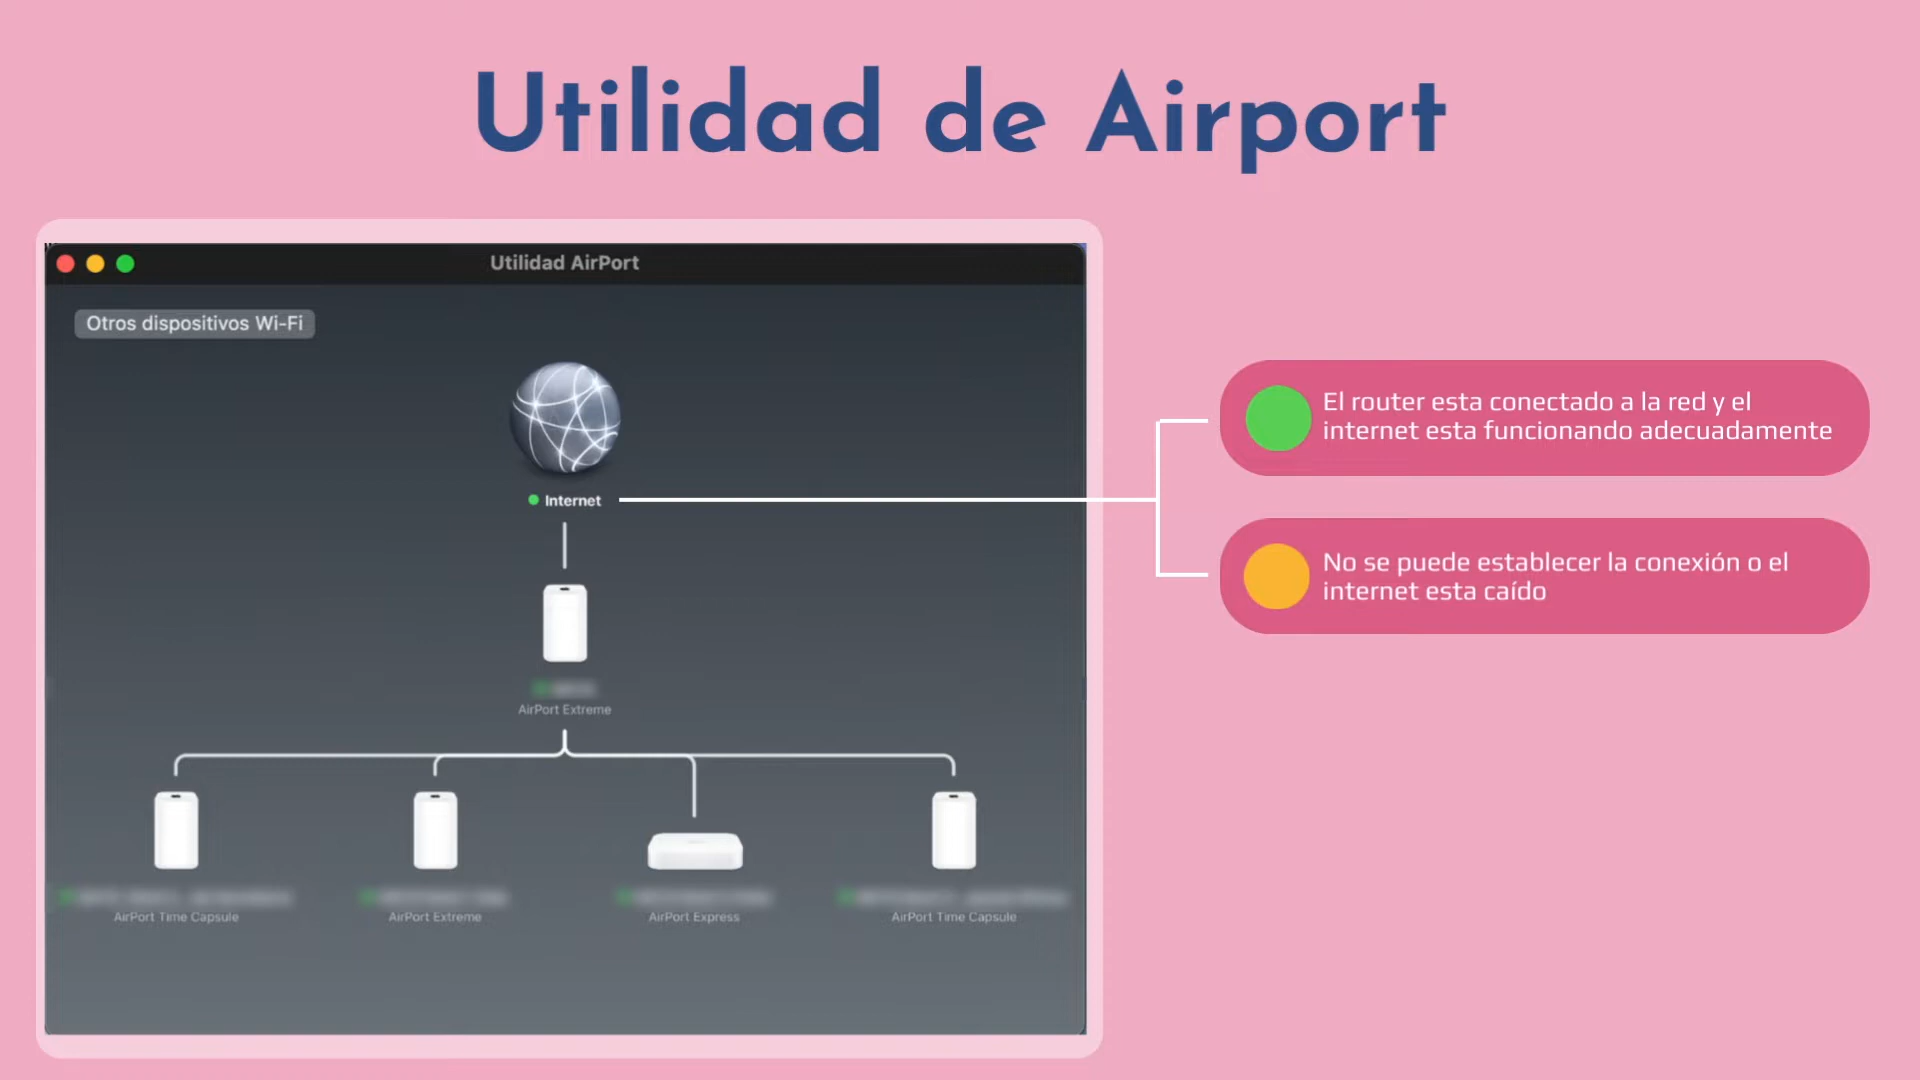 Utilidad de Airport
Utilidad AirPort
Otros dispositivos Wi-Fi
Internet
El router esta conectado a la red y el
internet esta funcionando adecuadamente
No se puede establecer la conexión o el
internet esta caído
AirPort Extreme
AirPort Time Capsule
AirPort Extreme
AirPort Express
AirPort Time Capsule